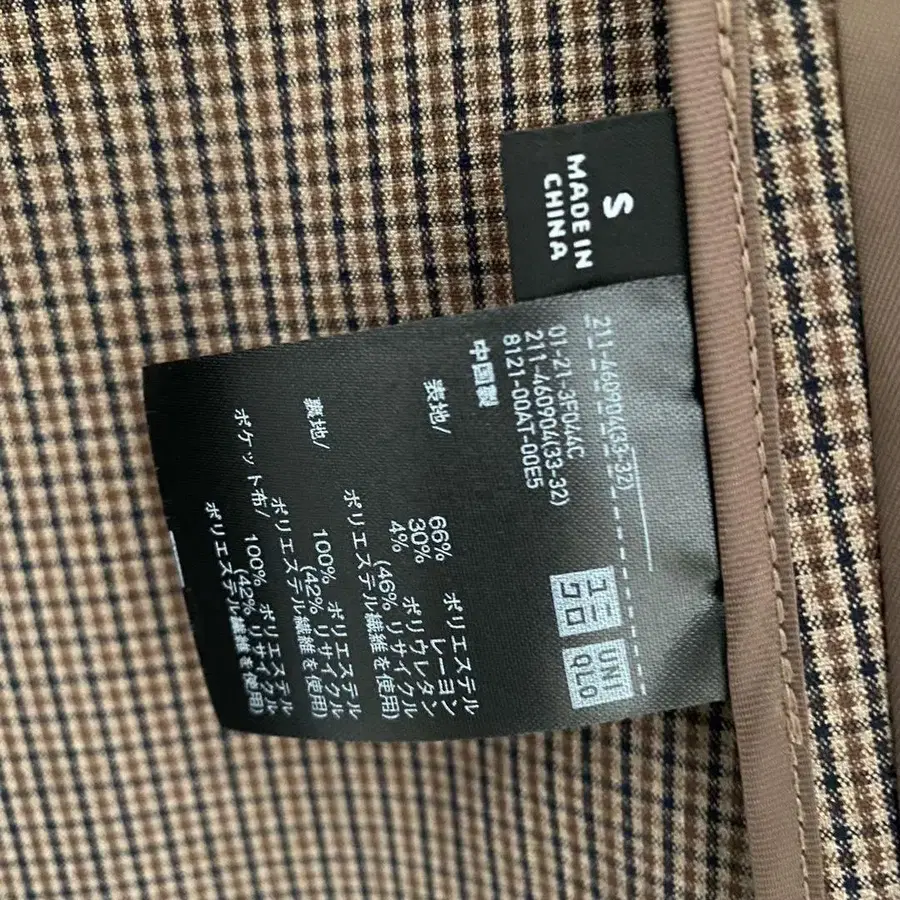 S
MADE IN
CHINA
211-460904(33-32)
01-21-3F044C
211-460904(33-32)
8121-00AT-00E5
中国製
ユニ
クロ
UNI
QLO
表地/ 66% ポリエステル
30% レーヨン
4% ポリウレタン
(46% リサイクル
ポリエステル繊維を使用)
裏地/ 100% ポリエステル
(42% リサイクル
ポリエステル繊維を使用)
ポケット布/ 100% ポリエステル
(42% リサイクル
ポリエステル繊維を使用)